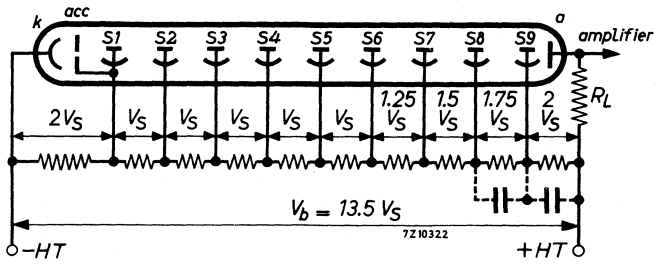 k acc S1 S2 S3 S4 S5 S6 S7 S8 S9 a amplifier
R_L
1.25 1.5 1.75 2
2V_S V_S V_S V_S V_S V_S V_S V_S V_S V_S
V_b = 13.5 V_S
7Z10322
-HT +HT